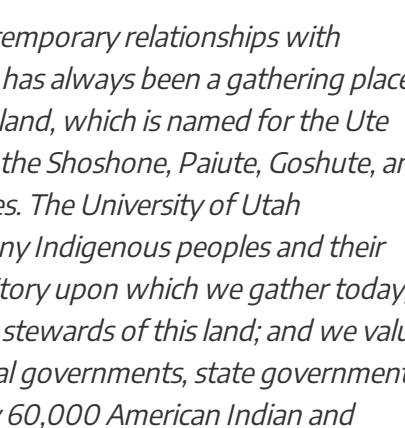 temporary relationships with
has always been a gathering place
land, which is named for the Ute
the Shoshone, Paiute, Goshute, an
es. The University of Utah
ny Indigenous peoples and their
itory upon which we gather today,
stewards of this land; and we valu
al governments, state government
60,000 American Indian and